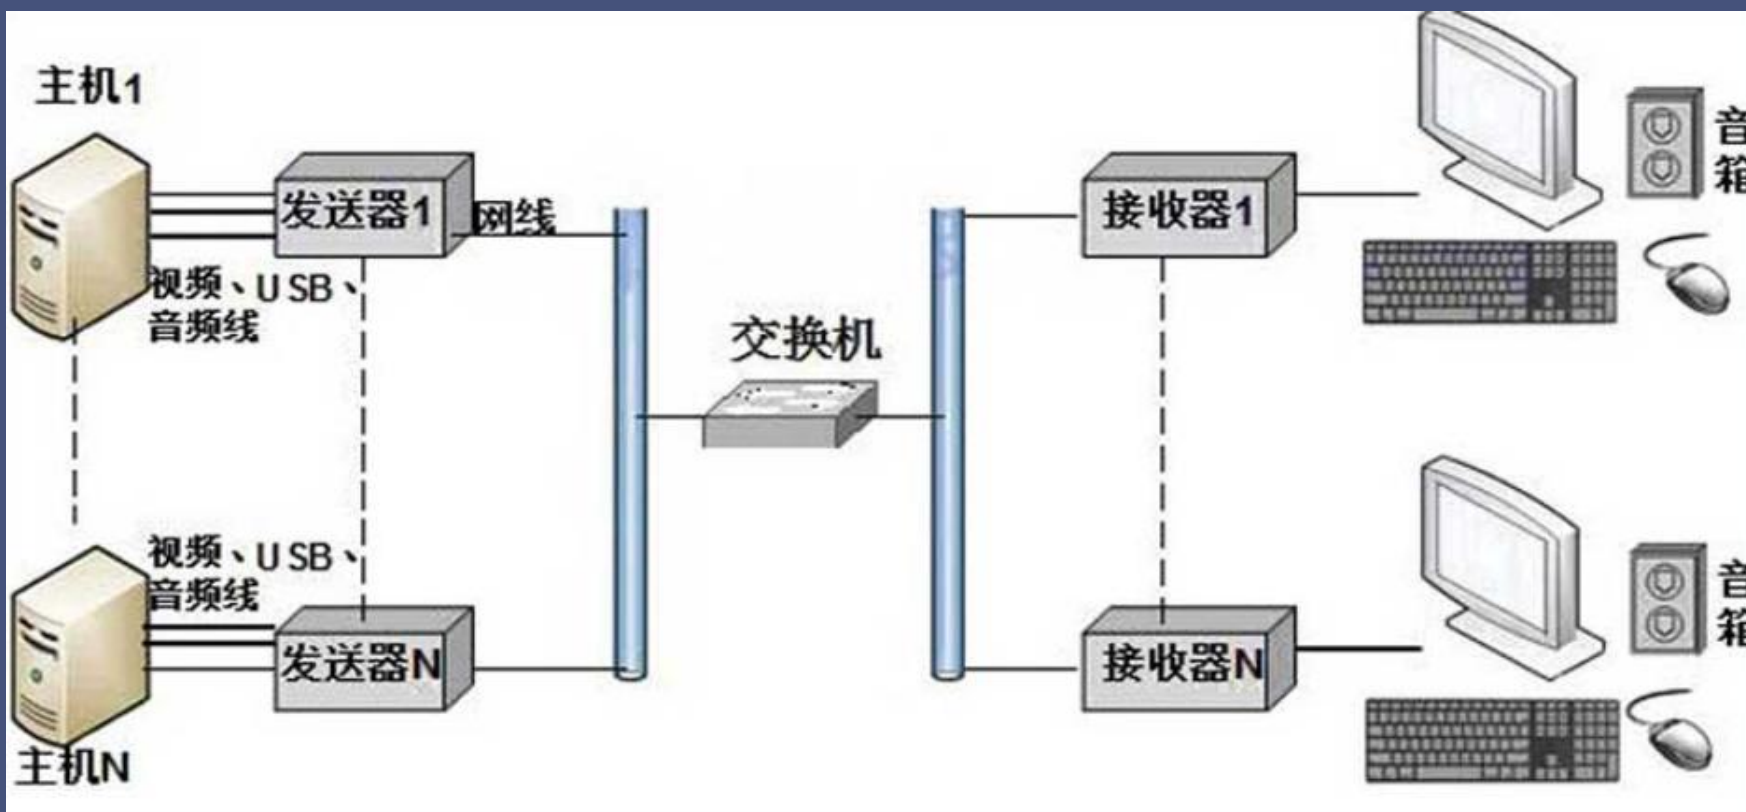 主机1
发送器1
网线
视频、USB、
音频线
交换机
接收器1
音
箱
视频、USB、
音频线
发送器N
主机N
接收器N
音
箱